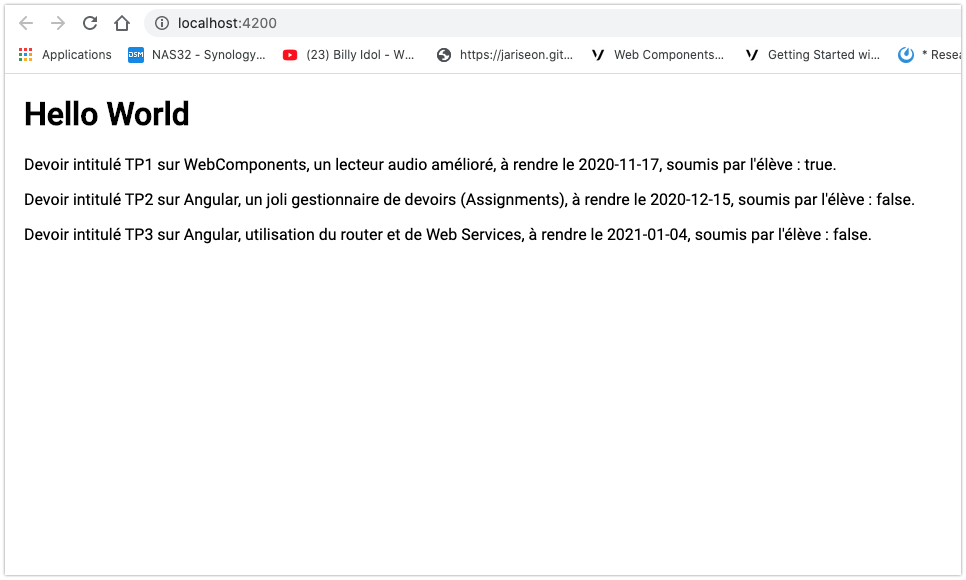 localhost:4200
Applications NAS32 - Synology... (23) Billy Idol - W... https://jariseon.git... Web Components... Getting Started wi... * Resea
Hello World
Devoir intitulé TP1 sur WebComponents, un lecteur audio amélioré, à rendre le 2020-11-17, soumis par l'élève : true.
Devoir intitulé TP2 sur Angular, un joli gestionnaire de devoirs (Assignments), à rendre le 2020-12-15, soumis par l'élève : false.
Devoir intitulé TP3 sur Angular, utilisation du router et de Web Services, à rendre le 2021-01-04, soumis par l'élève : false.